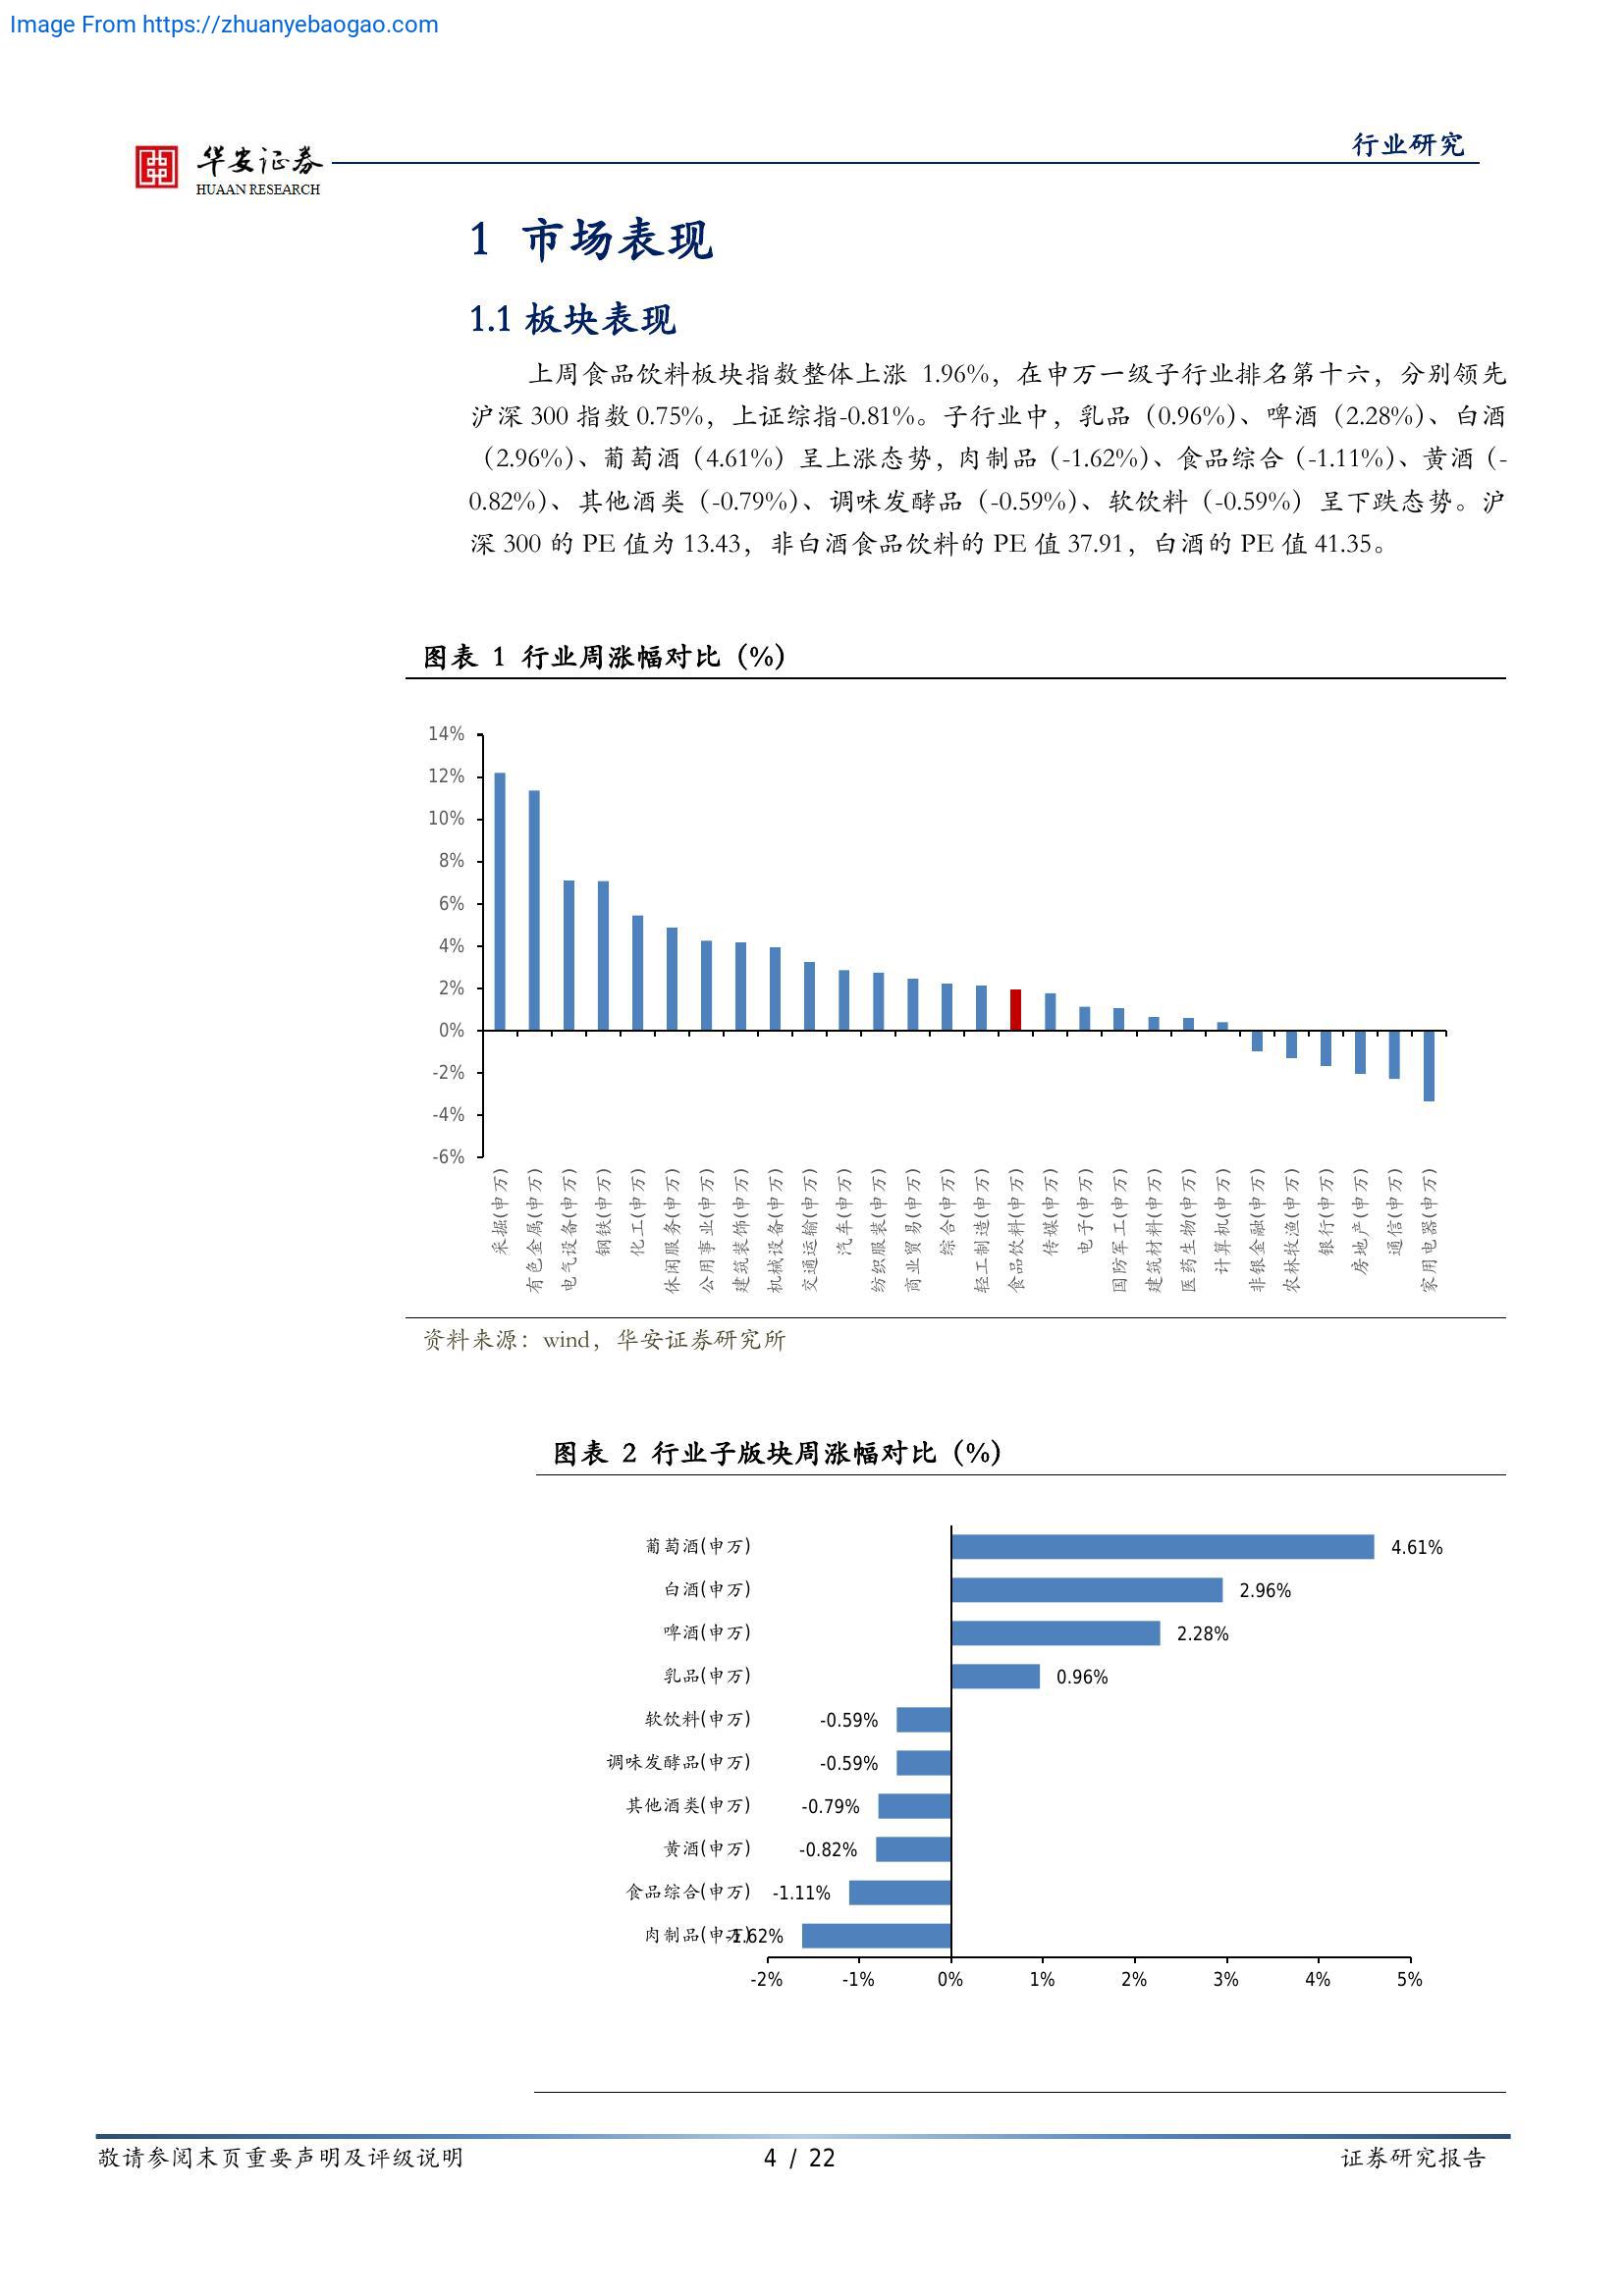 Image From https://zhuanyebaogao.com
华安证券
HUAAN RESEARCH
行业研究
1 市场表现
1.1 板块表现
上周食品饮料板块指数整体上涨 1.96%，在申万一级子行业排名第十六，分别领先
沪深 300 指数 0.75%，上证综指-0.81%。子行业中，乳品（0.96%）、啤酒（2.28%）、白酒
（2.96%）、葡萄酒（4.61%）呈上涨态势，肉制品（-1.62%）、食品综合（-1.11%）、黄酒（-
0.82%）、其他酒类（-0.79%）、调味发酵品（-0.59%）、软饮料（-0.59%）呈下跌态势。沪
深 300 的 PE 值为 13.43，非白酒食品饮料的 PE 值 37.91，白酒的 PE 值 41.35。
图表 1 行业周涨幅对比（%）
14%
12%
10%
8%
6%
4%
2%
0%
-2%
-4%
-6%
采掘(申万)
有色金属(申万)
电气设备(申万)
钢铁(申万)
化工(申万)
休闲服务(申万)
公用事业(申万)
建筑装饰(申万)
机械设备(申万)
交通运输(申万)
汽车(申万)
纺织服装(申万)
商业贸易(申万)
综合(申万)
轻工制造(申万)
食品饮料(申万)
传媒(申万)
电子(申万)
国防军工(申万)
建筑材料(申万)
医药生物(申万)
计算机(申万)
非银金融(申万)
农林牧渔(申万)
银行(申万)
房地产(申万)
通信(申万)
家用电器(申万)
资料来源：wind，华安证券研究所
图表 2 行业子版块周涨幅对比（%）
葡萄酒(申万) 4.61%
白酒(申万) 2.96%
啤酒(申万) 2.28%
乳品(申万) 0.96%
软饮料(申万) -0.59%
调味发酵品(申万) -0.59%
其他酒类(申万) -0.79%
黄酒(申万) -0.82%
食品综合(申万) -1.11%
肉制品(申万) -1.62%
-2% -1% 0% 1% 2% 3% 4% 5%
敬请参阅末页重要声明及评级说明 4 / 22 证券研究报告